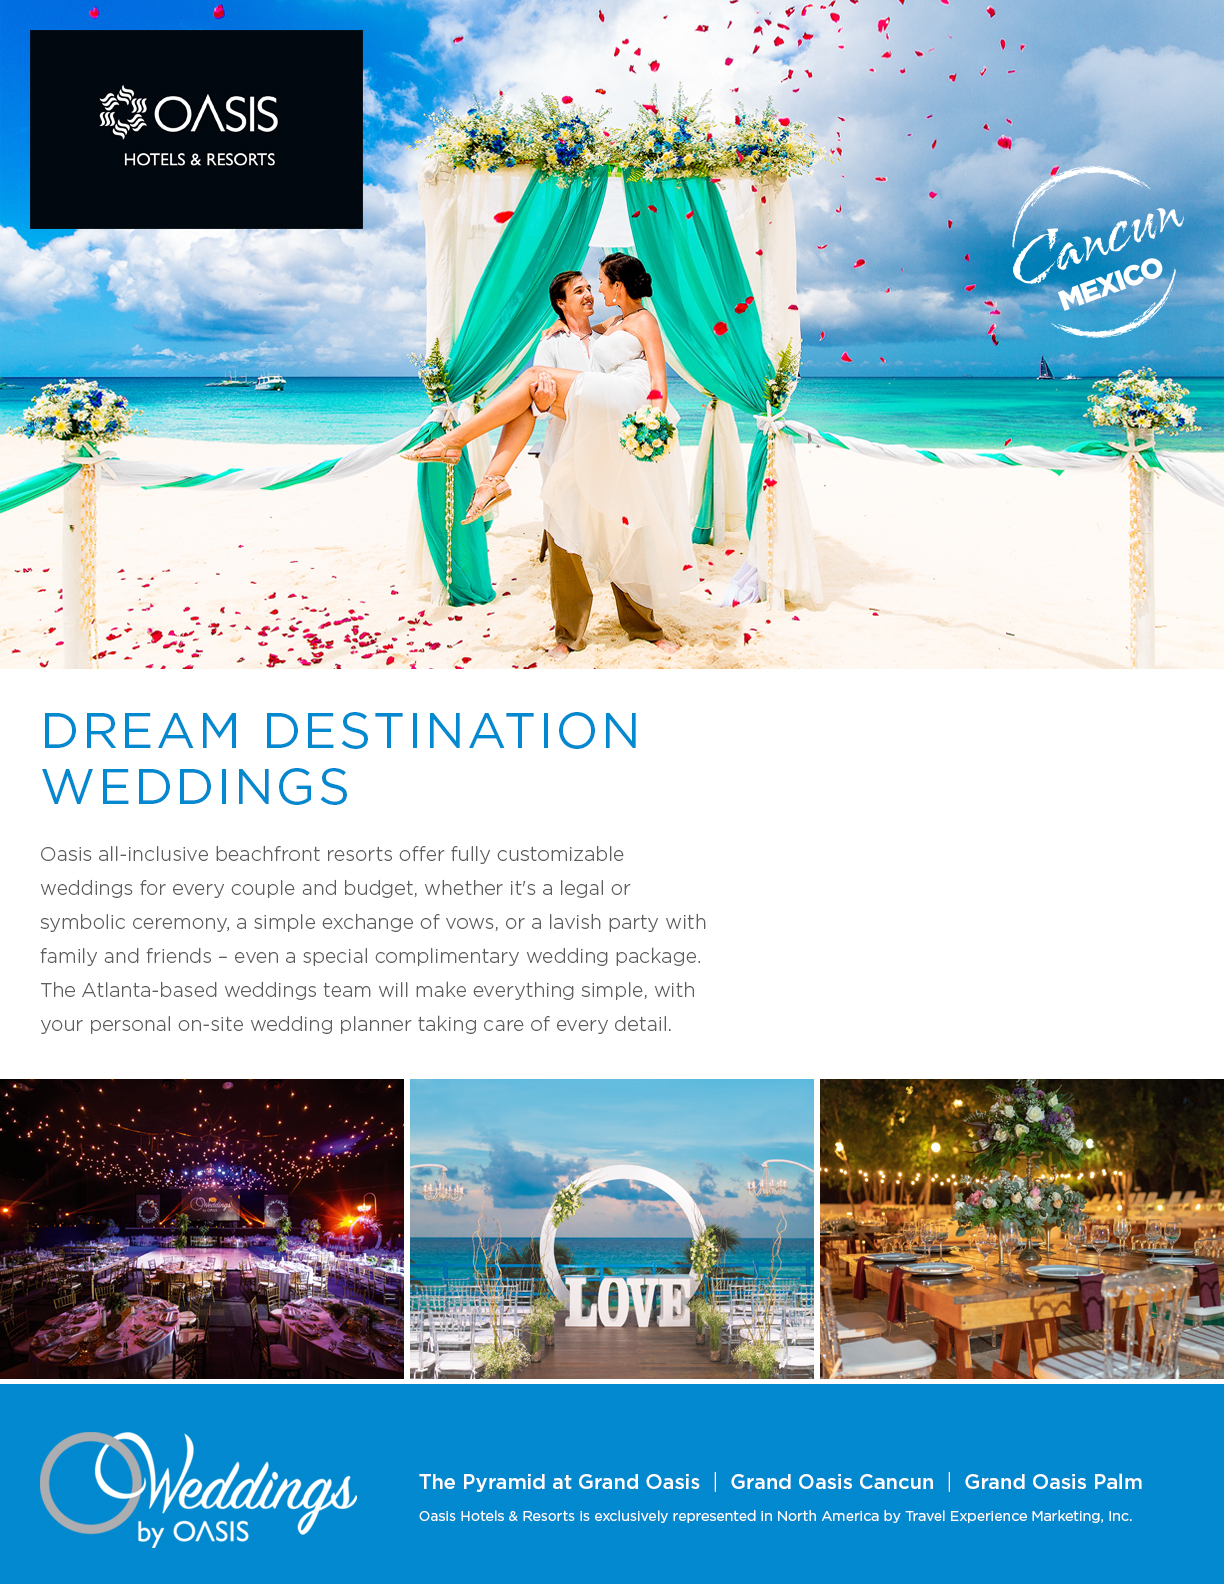 OASIS
HOTELS & RESORTS
Cancun
MEXICO
DREAM DESTINATION
WEDDINGS
Oasis all-inclusive beachfront resorts offer fully customizable
weddings for every couple and budget, whether it's a legal or
symbolic ceremony, a simple exchange of vows, or a lavish party with
family and friends – even a special complimentary wedding package.
The Atlanta-based weddings team will make everything simple, with
your personal on-site wedding planner taking care of every detail.
Weddings
LOVE
OWeddings
by OASIS
The Pyramid at Grand Oasis | Grand Oasis Cancun | Grand Oasis Palm
Oasis Hotels & Resorts is exclusively represented in North America by Travel Experience Marketing, Inc.